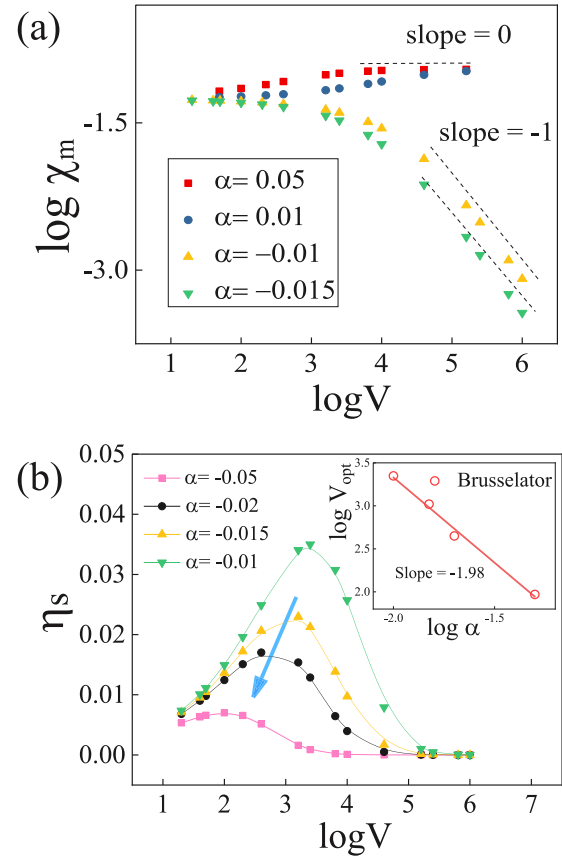 (a)
slope = 0
slope = -1
log χm
-1.5
-3.0
α= 0.05
α= 0.01
α= −0.01
α= −0.015
1 2 3 4 5 6
logV
(b)
ηs
0.05
0.04
0.03
0.02
0.01
0.00
α= -0.05
α= -0.02
α= -0.015
α= -0.01
log Vopt
3.5
3.0
2.5
2.0
Brusselator
Slope = -1.98
-2.0 -1.5
log α
1 2 3 4 5 6 7
logV